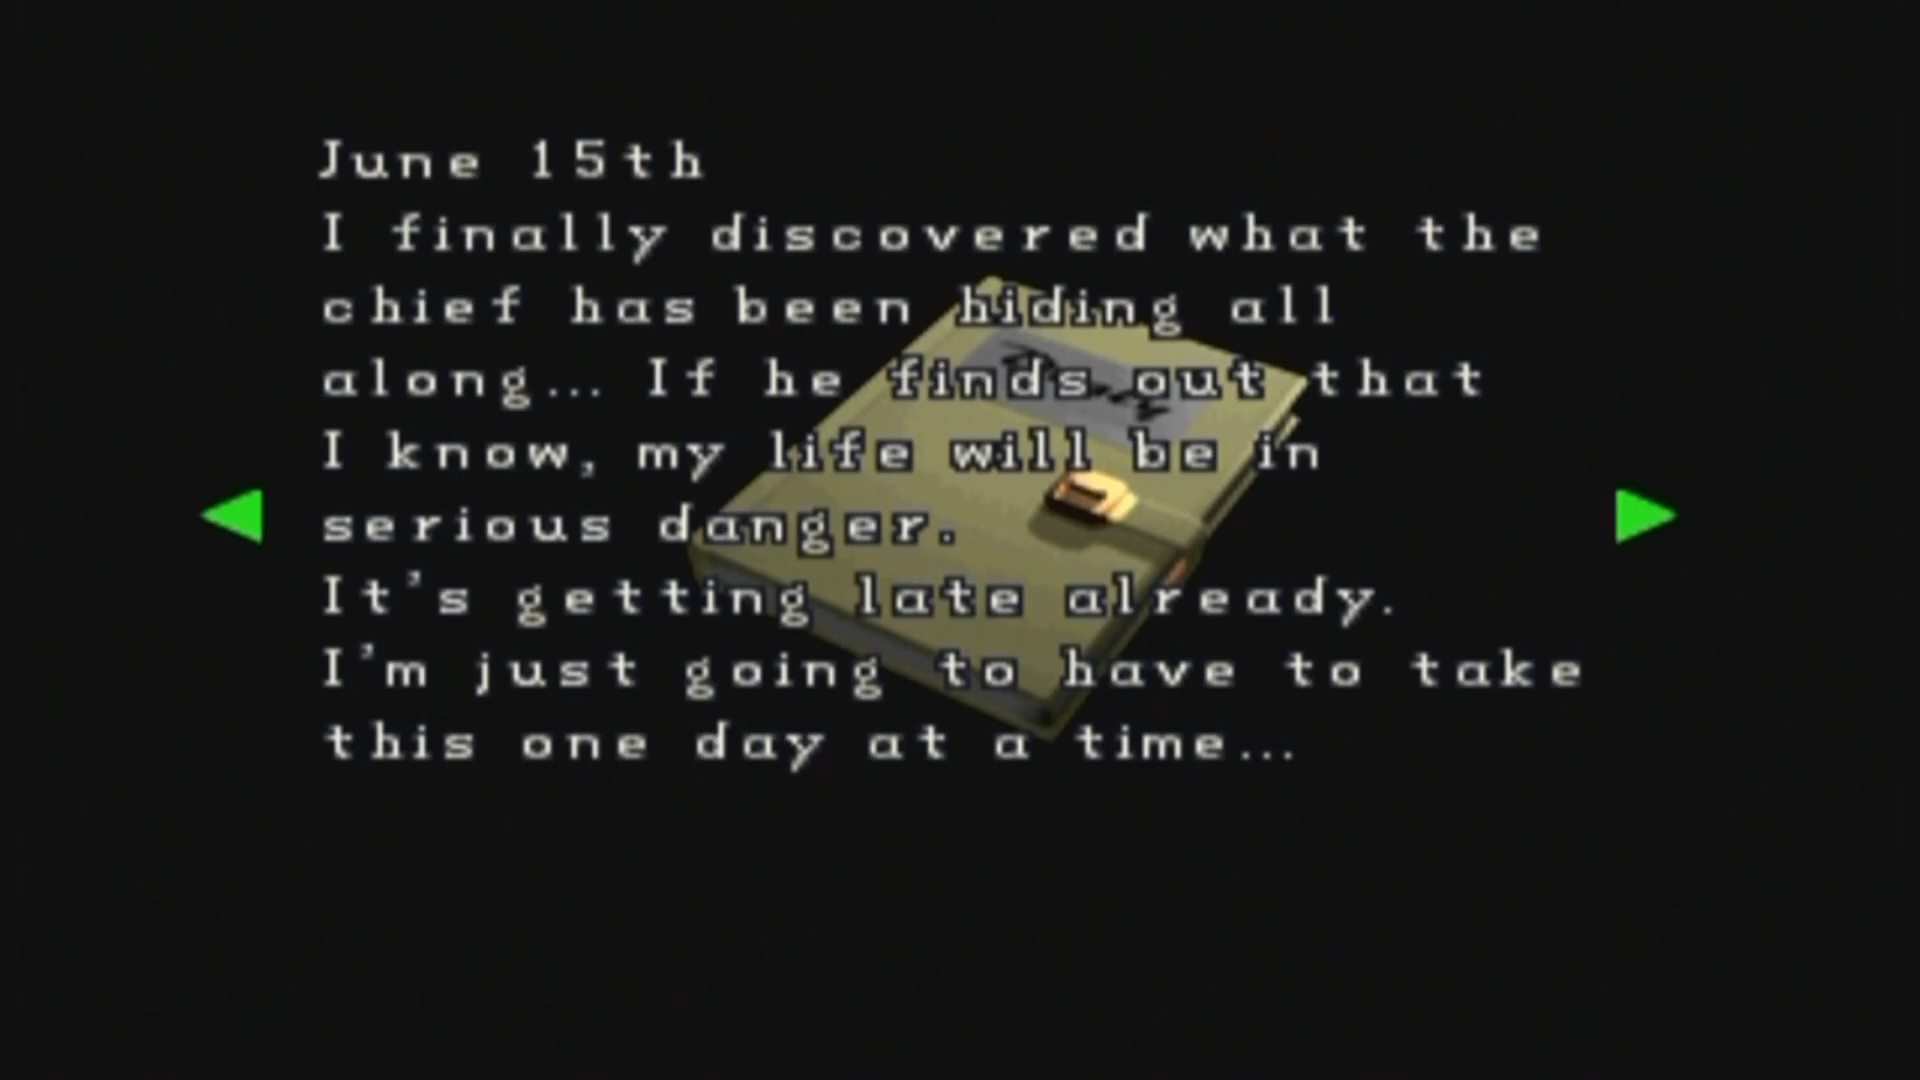 June 15th
I finally discovered what the
chief has been hiding all
along... If he finds out that
I know, my life will be in
serious danger.
It's getting late already.
I'm just going to have to take
this one day at a time...